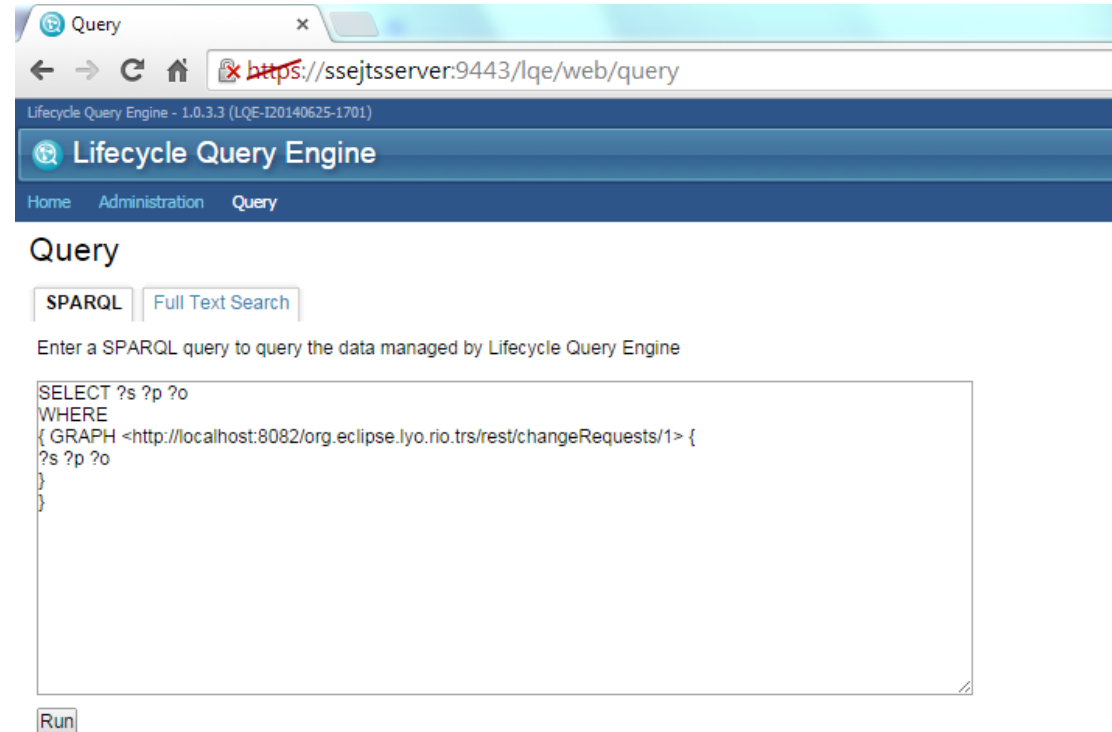 Query
https://ssejtsserver:9443/lqe/web/query
Lifecycle Query Engine - 1.0.3.3 (LQE-I20140625-1701)
Lifecycle Query Engine
Home Administration Query
Query
SPARQL Full Text Search
Enter a SPARQL query to query the data managed by Lifecycle Query Engine
SELECT ?s ?p ?o
WHERE
{ GRAPH <http://localhost:8082/org.eclipse.lyo.rio.trs/rest/changeRequests/1> {
?s ?p ?o
}
}
Run